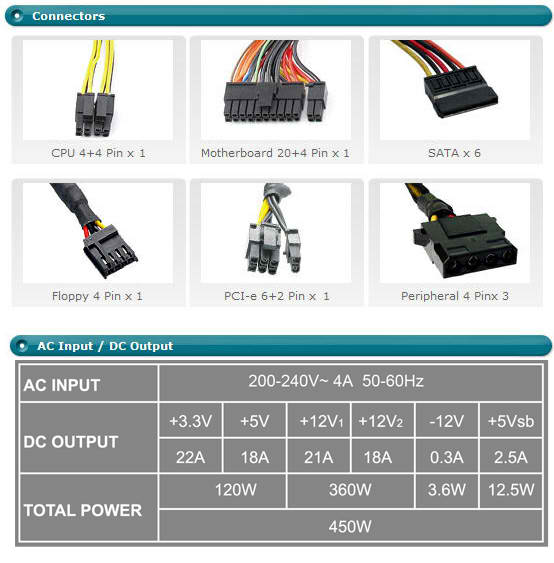 Connectors
CPU 4+4 Pin x 1
Motherboard 20+4 Pin x 1
SATA x 6
Floppy 4 Pin x 1
PCI-e 6+2 Pin x 1
Peripheral 4 Pinx 3
AC Input / DC Output
AC INPUT 200-240V~ 4A 50-60Hz
DC OUTPUT +3.3V +5V +12V1 +12V2 -12V +5Vsb
22A 18A 21A 18A 0.3A 2.5A
TOTAL POWER 120W 360W 3.6W 12.5W
450W